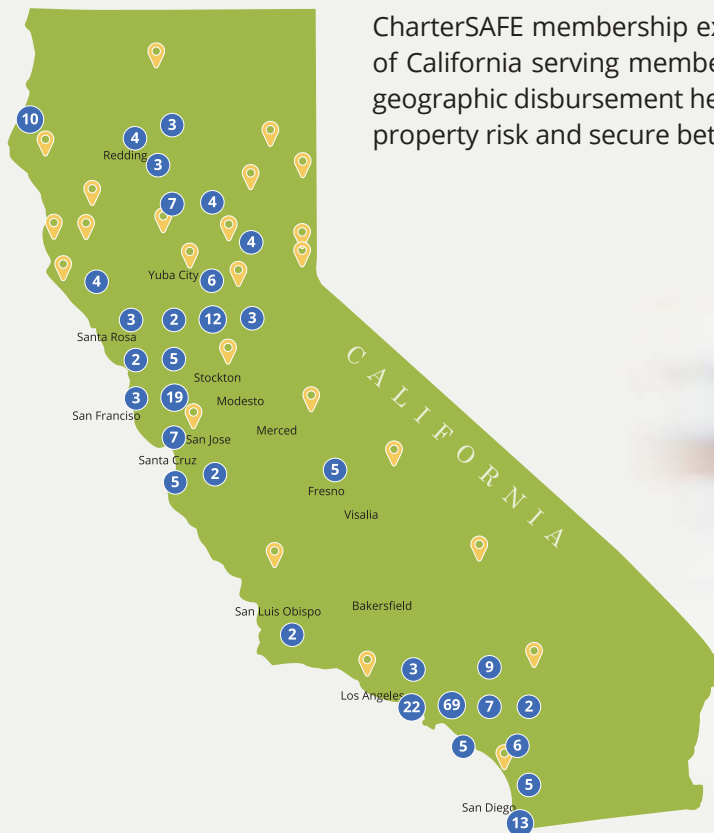 CharterSAFE membership ex
of California serving membe
geographic disbursement he
property risk and secure bet
10
3
4
Redding
3
7
4
4
Yuba City
6
4
3
2
12
3
Santa Rosa
2
5
CALIFORNIA
Stockton
3
19
Modesto
San Franciso
Merced
7
San Jose
Santa Cruz
5
2
5
Fresno
Visalia
Bakersfield
San Luis Obispo
2
3
9
Los Angeles
22
69
7
2
5
6
5
San Diego
13